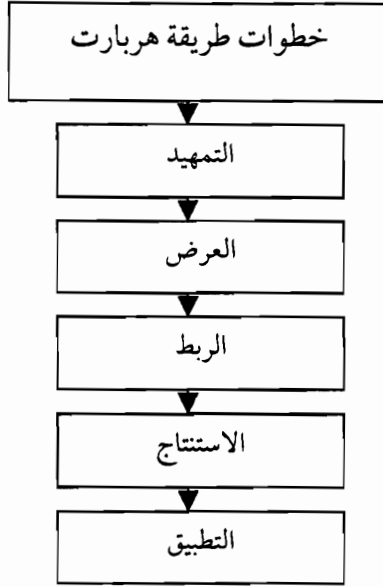 خطوات طريقة هربارت
التمهيد
العرض
الربط
الاستنتاج
التطبيق